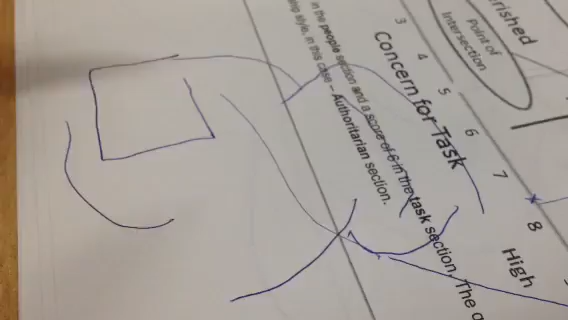 rished
Point of
Intersection
3 4 5 6 7 8
Concern for Task
High
in the people section and a score of 6 in the task section. The
style, in this case – Authoritarian section.